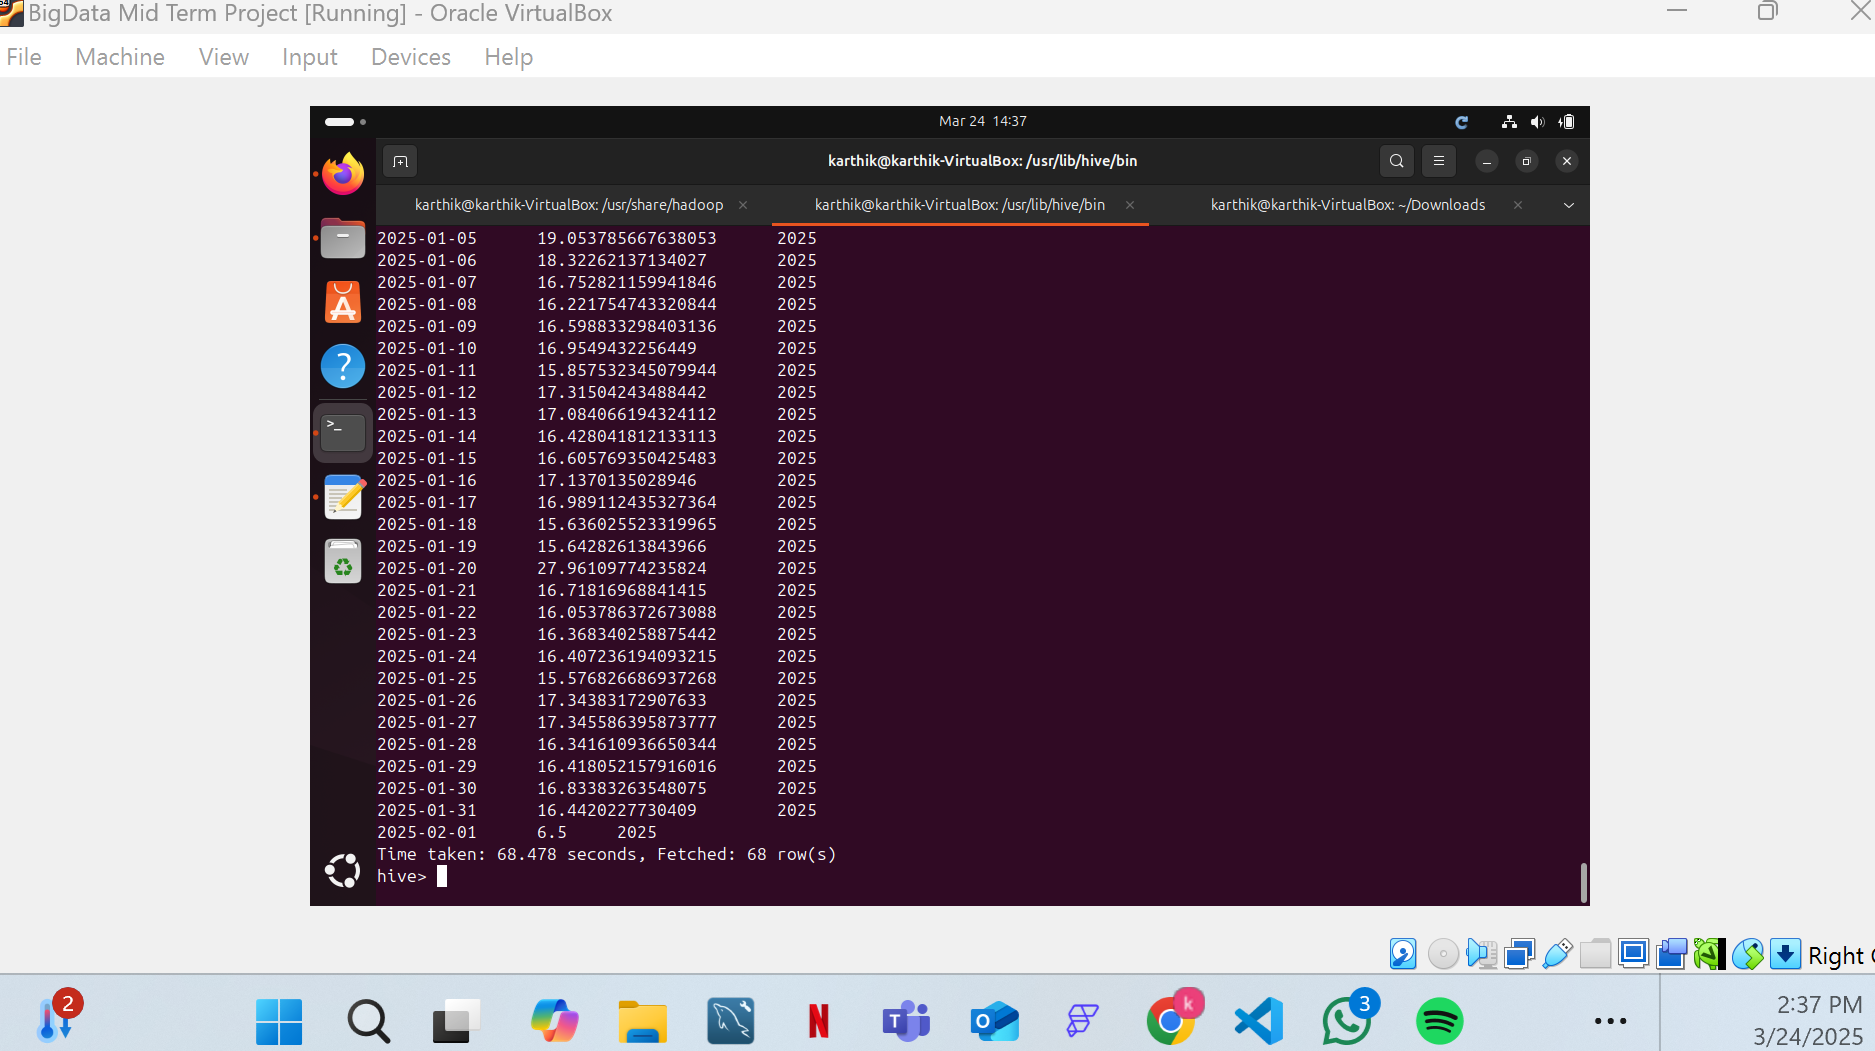 BigData Mid Term Project [Running] - Oracle VirtualBox
File Machine View Input Devices Help
Mar 24 14:37
karthik@karthik-VirtualBox: /usr/lib/hive/bin
karthik@karthik-VirtualBox: /usr/share/hadoop karthik@karthik-VirtualBox: /usr/lib/hive/bin karthik@karthik-VirtualBox: ~/Downloads
2025-01-05 19.053785667638053 2025
2025-01-06 18.32262137134027 2025
2025-01-07 16.752821159941846 2025
2025-01-08 16.221754743320844 2025
2025-01-09 16.598833298403136 2025
2025-01-10 16.9549432256449 2025
2025-01-11 15.857532345079944 2025
2025-01-12 17.31504243488442 2025
2025-01-13 17.084066194324112 2025
2025-01-14 16.428041812133113 2025
2025-01-15 16.605769350425483 2025
2025-01-16 17.1370135028946 2025
2025-01-17 16.989112435327364 2025
2025-01-18 15.636025523319965 2025
2025-01-19 15.64282613843966 2025
2025-01-20 27.96109774235824 2025
2025-01-21 16.71816968841415 2025
2025-01-22 16.053786372673088 2025
2025-01-23 16.368340258875442 2025
2025-01-24 16.407236194093215 2025
2025-01-25 15.576826686937268 2025
2025-01-26 17.34383172907633 2025
2025-01-27 17.345586395873777 2025
2025-01-28 16.341610936650344 2025
2025-01-29 16.418052157916016 2025
2025-01-30 16.83383263548075 2025
2025-01-31 16.4420227730409 2025
2025-02-01 6.5 2025
Time taken: 68.478 seconds, Fetched: 68 row(s)
hive>
Right
2
k
3
2:37 PM
3/24/2025